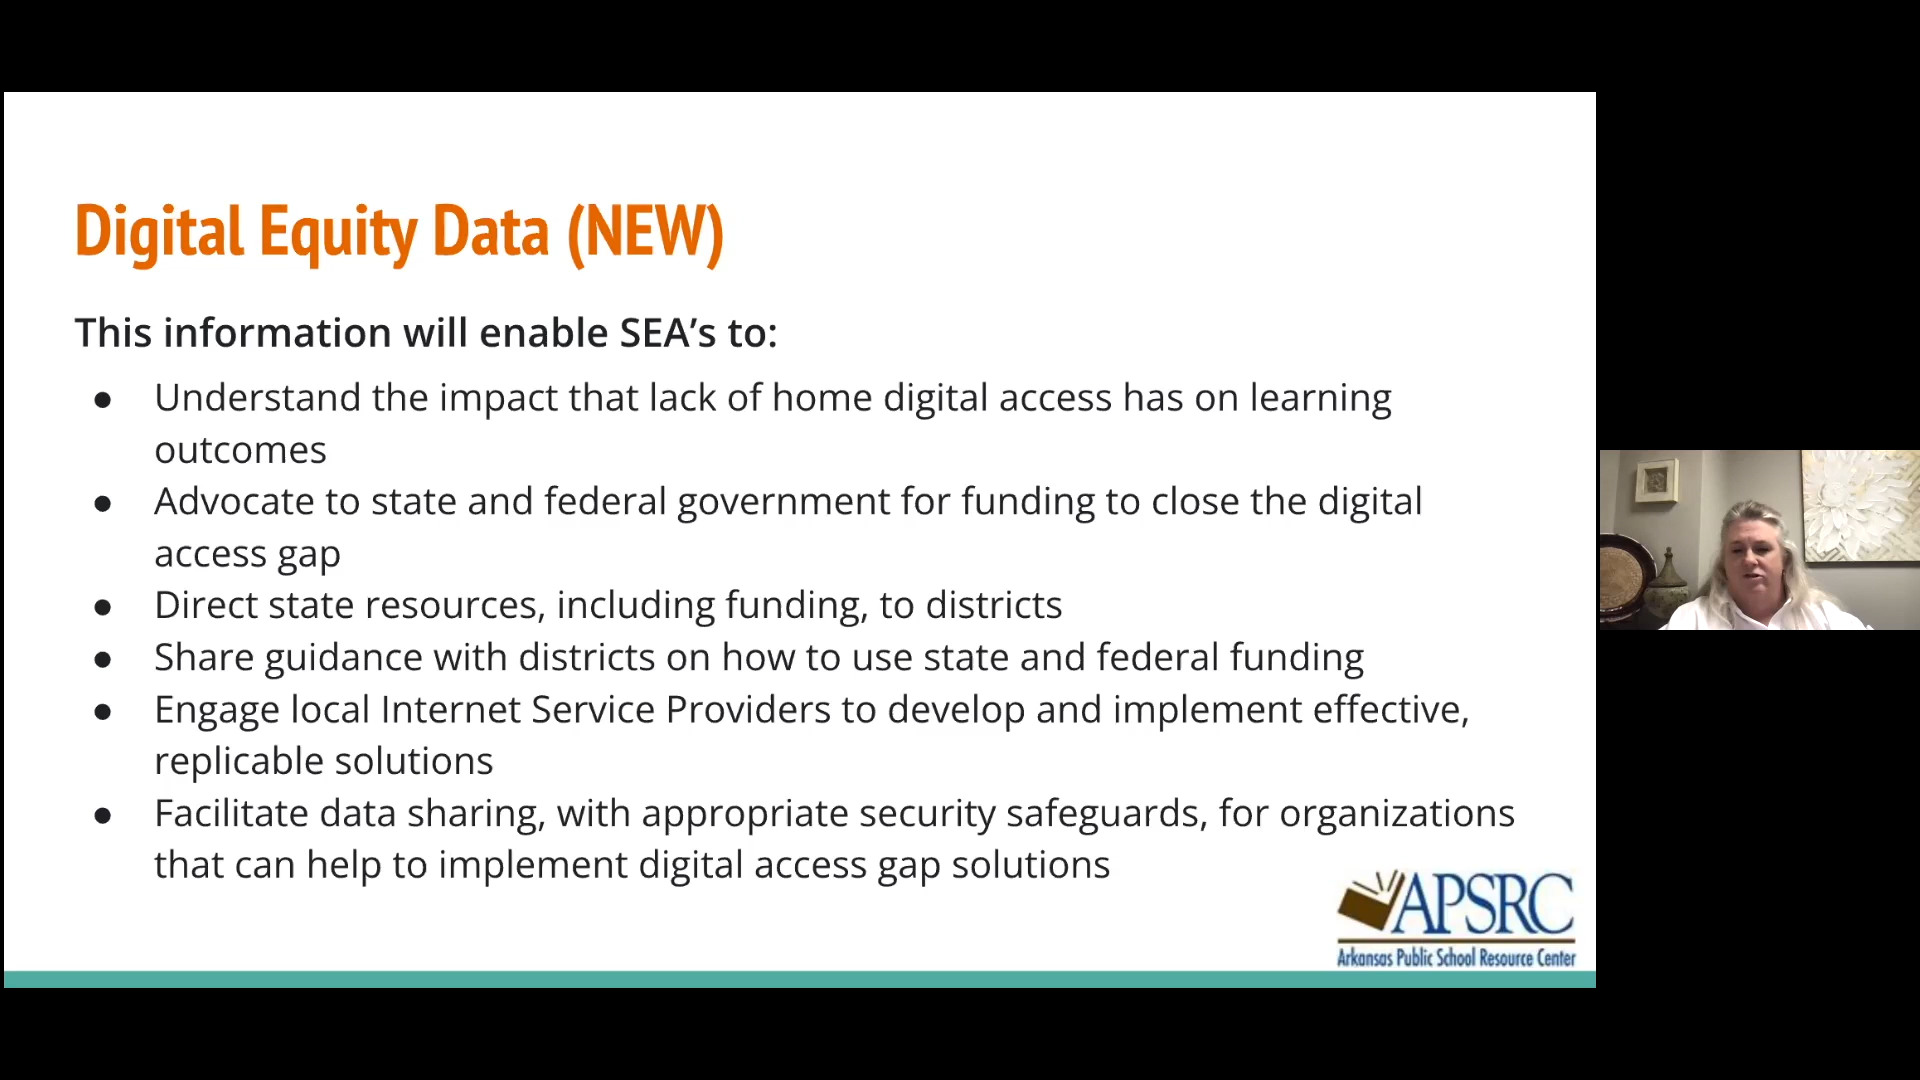 Digital Equity Data (NEW)
This information will enable SEA’s to:
● Understand the impact that lack of home digital access has on learning
outcomes
● Advocate to state and federal government for funding to close the digital
access gap
● Direct state resources, including funding, to districts
● Share guidance with districts on how to use state and federal funding
● Engage local Internet Service Providers to develop and implement effective,
replicable solutions
● Facilitate data sharing, with appropriate security safeguards, for organizations
that can help to implement digital access gap solutions
APSRC
Arkansas Public School Resource Center